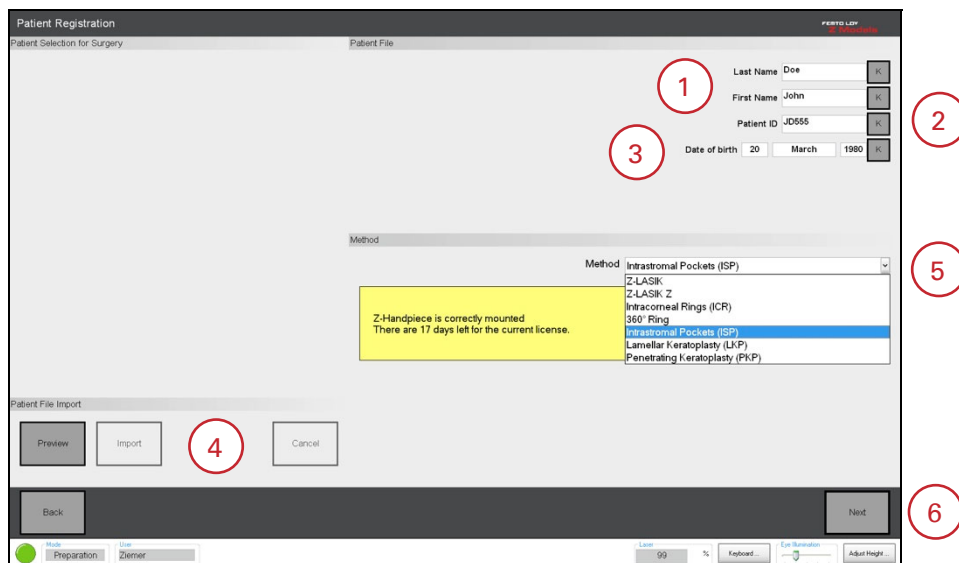 Patient Registration
FEMTO LDV
Z-Models
Patient Selection for Surgery
Patient File
Last Name Doe K
1
First Name John K
Patient ID JD555 K
2
Date of birth 20 March 1980 K
3
Method
Method Intrastromal Pockets (ISP)
5
Z-LASIK
Z-LASIK Z
Intracorneal Rings (ICR)
360° Ring
Intrastromal Pockets (ISP)
Lamellar Keratoplasty (LKP)
Penetrating Keratoplasty (PKP)
Z-Handpiece is correctly mounted
There are 17 days left for the current license.
Patient File Import
Preview Import 4 Cancel
Back Next 6
Mode Preparation User Ziemer Laser 99 % Keyboard... Eye Illumination Adjust Height...